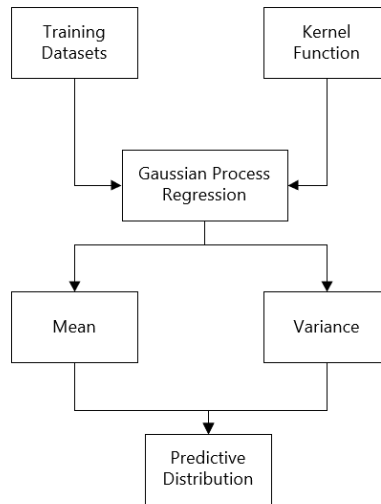 Training
Datasets
Kernel
Function
Gaussian Process
Regression
Mean
Variance
Predictive
Distribution